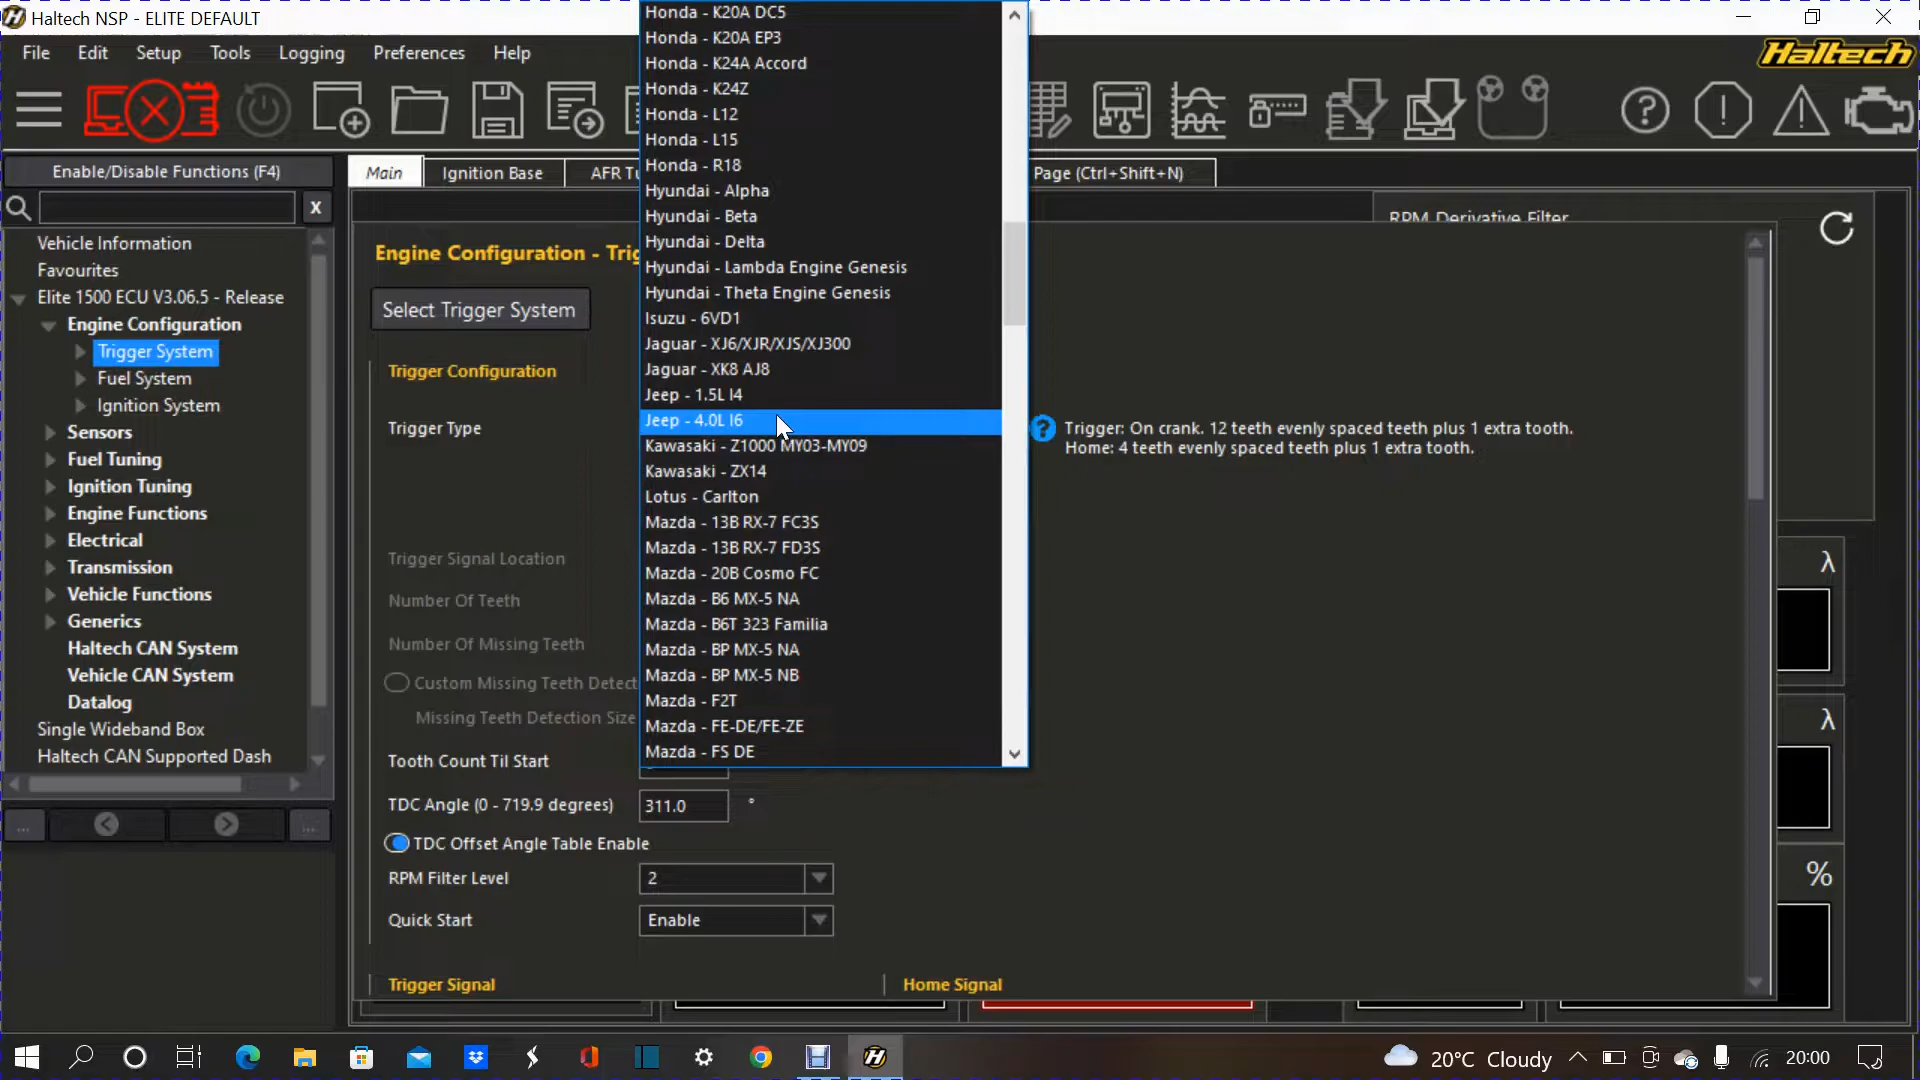 Haltech NSP - ELITE DEFAULT
File Edit Setup Tools Logging Preferences Help
Haltech
Enable/Disable Functions (F4)
x
Vehicle Information
Favourites
Elite 1500 ECU V3.06.5 - Release
Engine Configuration
Trigger System
Fuel System
Ignition System
Sensors
Fuel Tuning
Ignition Tuning
Engine Functions
Electrical
Transmission
Vehicle Functions
Generics
Haltech CAN System
Vehicle CAN System
Datalog
Single Wideband Box
Haltech CAN Supported Dash
... ...
Main Ignition Base AFR Page (Ctrl+Shift+N)
RPM Derivative Filter
Engine Configuration -
Select Trigger System
Trigger Configuration
Trigger Type
Trigger Signal Location
Number Of Teeth
Number Of Missing Teeth
Custom Missing Teeth
Missing Teeth Detection Size
Tooth Count Til Start
TDC Angle (0 - 719.9 degrees) 311.0 °
TDC Offset Angle Table Enable
RPM Filter Level 2
Quick Start Enable
Trigger Signal Home Signal
Honda - K20A DC5
Honda - K20A EP3
Honda - K24A Accord
Honda - K24Z
Honda - L12
Honda - L15
Honda - R18
Hyundai - Alpha
Hyundai - Beta
Hyundai - Delta
Hyundai - Lambda Engine Genesis
Hyundai - Theta Engine Genesis
Isuzu - 6VD1
Jaguar - XJ6/XJR/XJS/XJ300
Jaguar - XK8 AJ8
Jeep - 1.5L I4
Jeep - 4.0L I6
Kawasaki - Z1000 MY03-MY09
Kawasaki - ZX14
Lotus - Carlton
Mazda - 13B RX-7 FC3S
Mazda - 13B RX-7 FD3S
Mazda - 20B Cosmo FC
Mazda - B6 MX-5 NA
Mazda - B6T 323 Familia
Mazda - BP MX-5 NA
Mazda - BP MX-5 NB
Mazda - F2T
Mazda - FE-DE/FE-ZE
Mazda - FS DE
Trigger: On crank. 12 teeth evenly spaced teeth plus 1 extra tooth.
Home: 4 teeth evenly spaced teeth plus 1 extra tooth.
λ
λ
%
20°C Cloudy 20:00